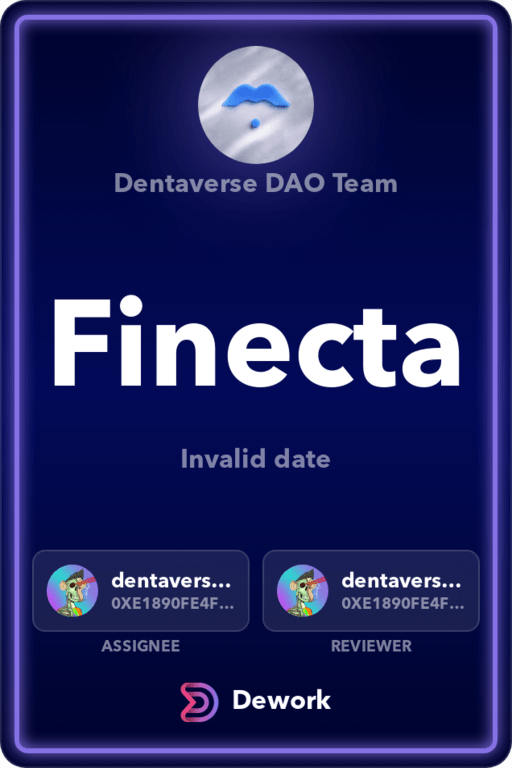 Dentaverse DAO Team
Finecta
Invalid date
dentavers...
0XE1890FE4F...
ASSIGNEE
dentavers...
0XE1890FE4F...
REVIEWER
Dework